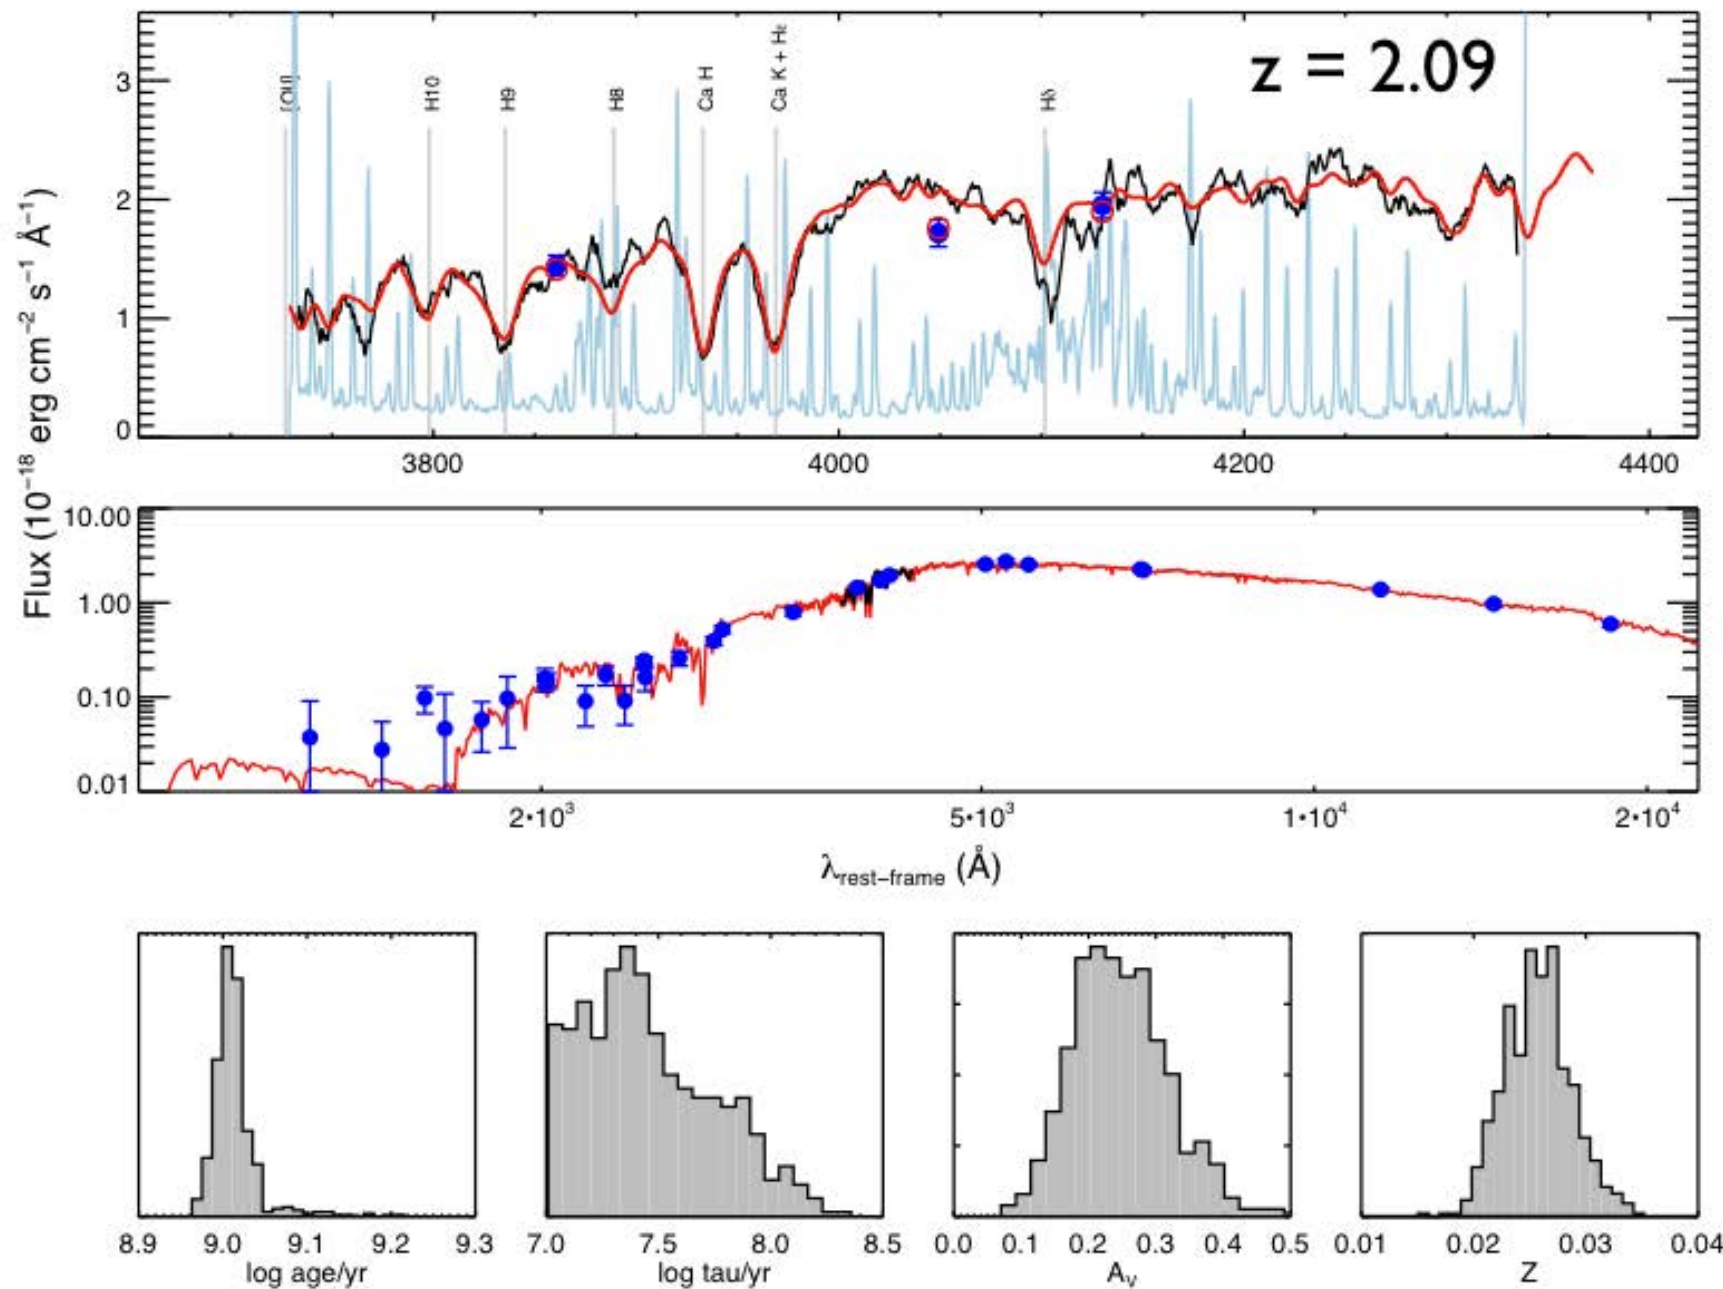 z = 2.09
[OII]
H10
H9
H8
Ca H
Ca K + Hε
Hδ
3
2
1
0
3800 4000 4200 4400
Flux (10⁻¹⁸ erg cm⁻² s⁻¹ Å⁻¹)
10.00
1.00
0.10
0.01
2•10³ 5•10³ 1•10⁴ 2•10⁴
λrest−frame (Å)
8.9 9.0 9.1 9.2 9.3
log age/yr
7.0 7.5 8.0 8.5
log tau/yr
0.0 0.1 0.2 0.3 0.4 0.5
Aᵥ
0.01 0.02 0.03 0.04
Z